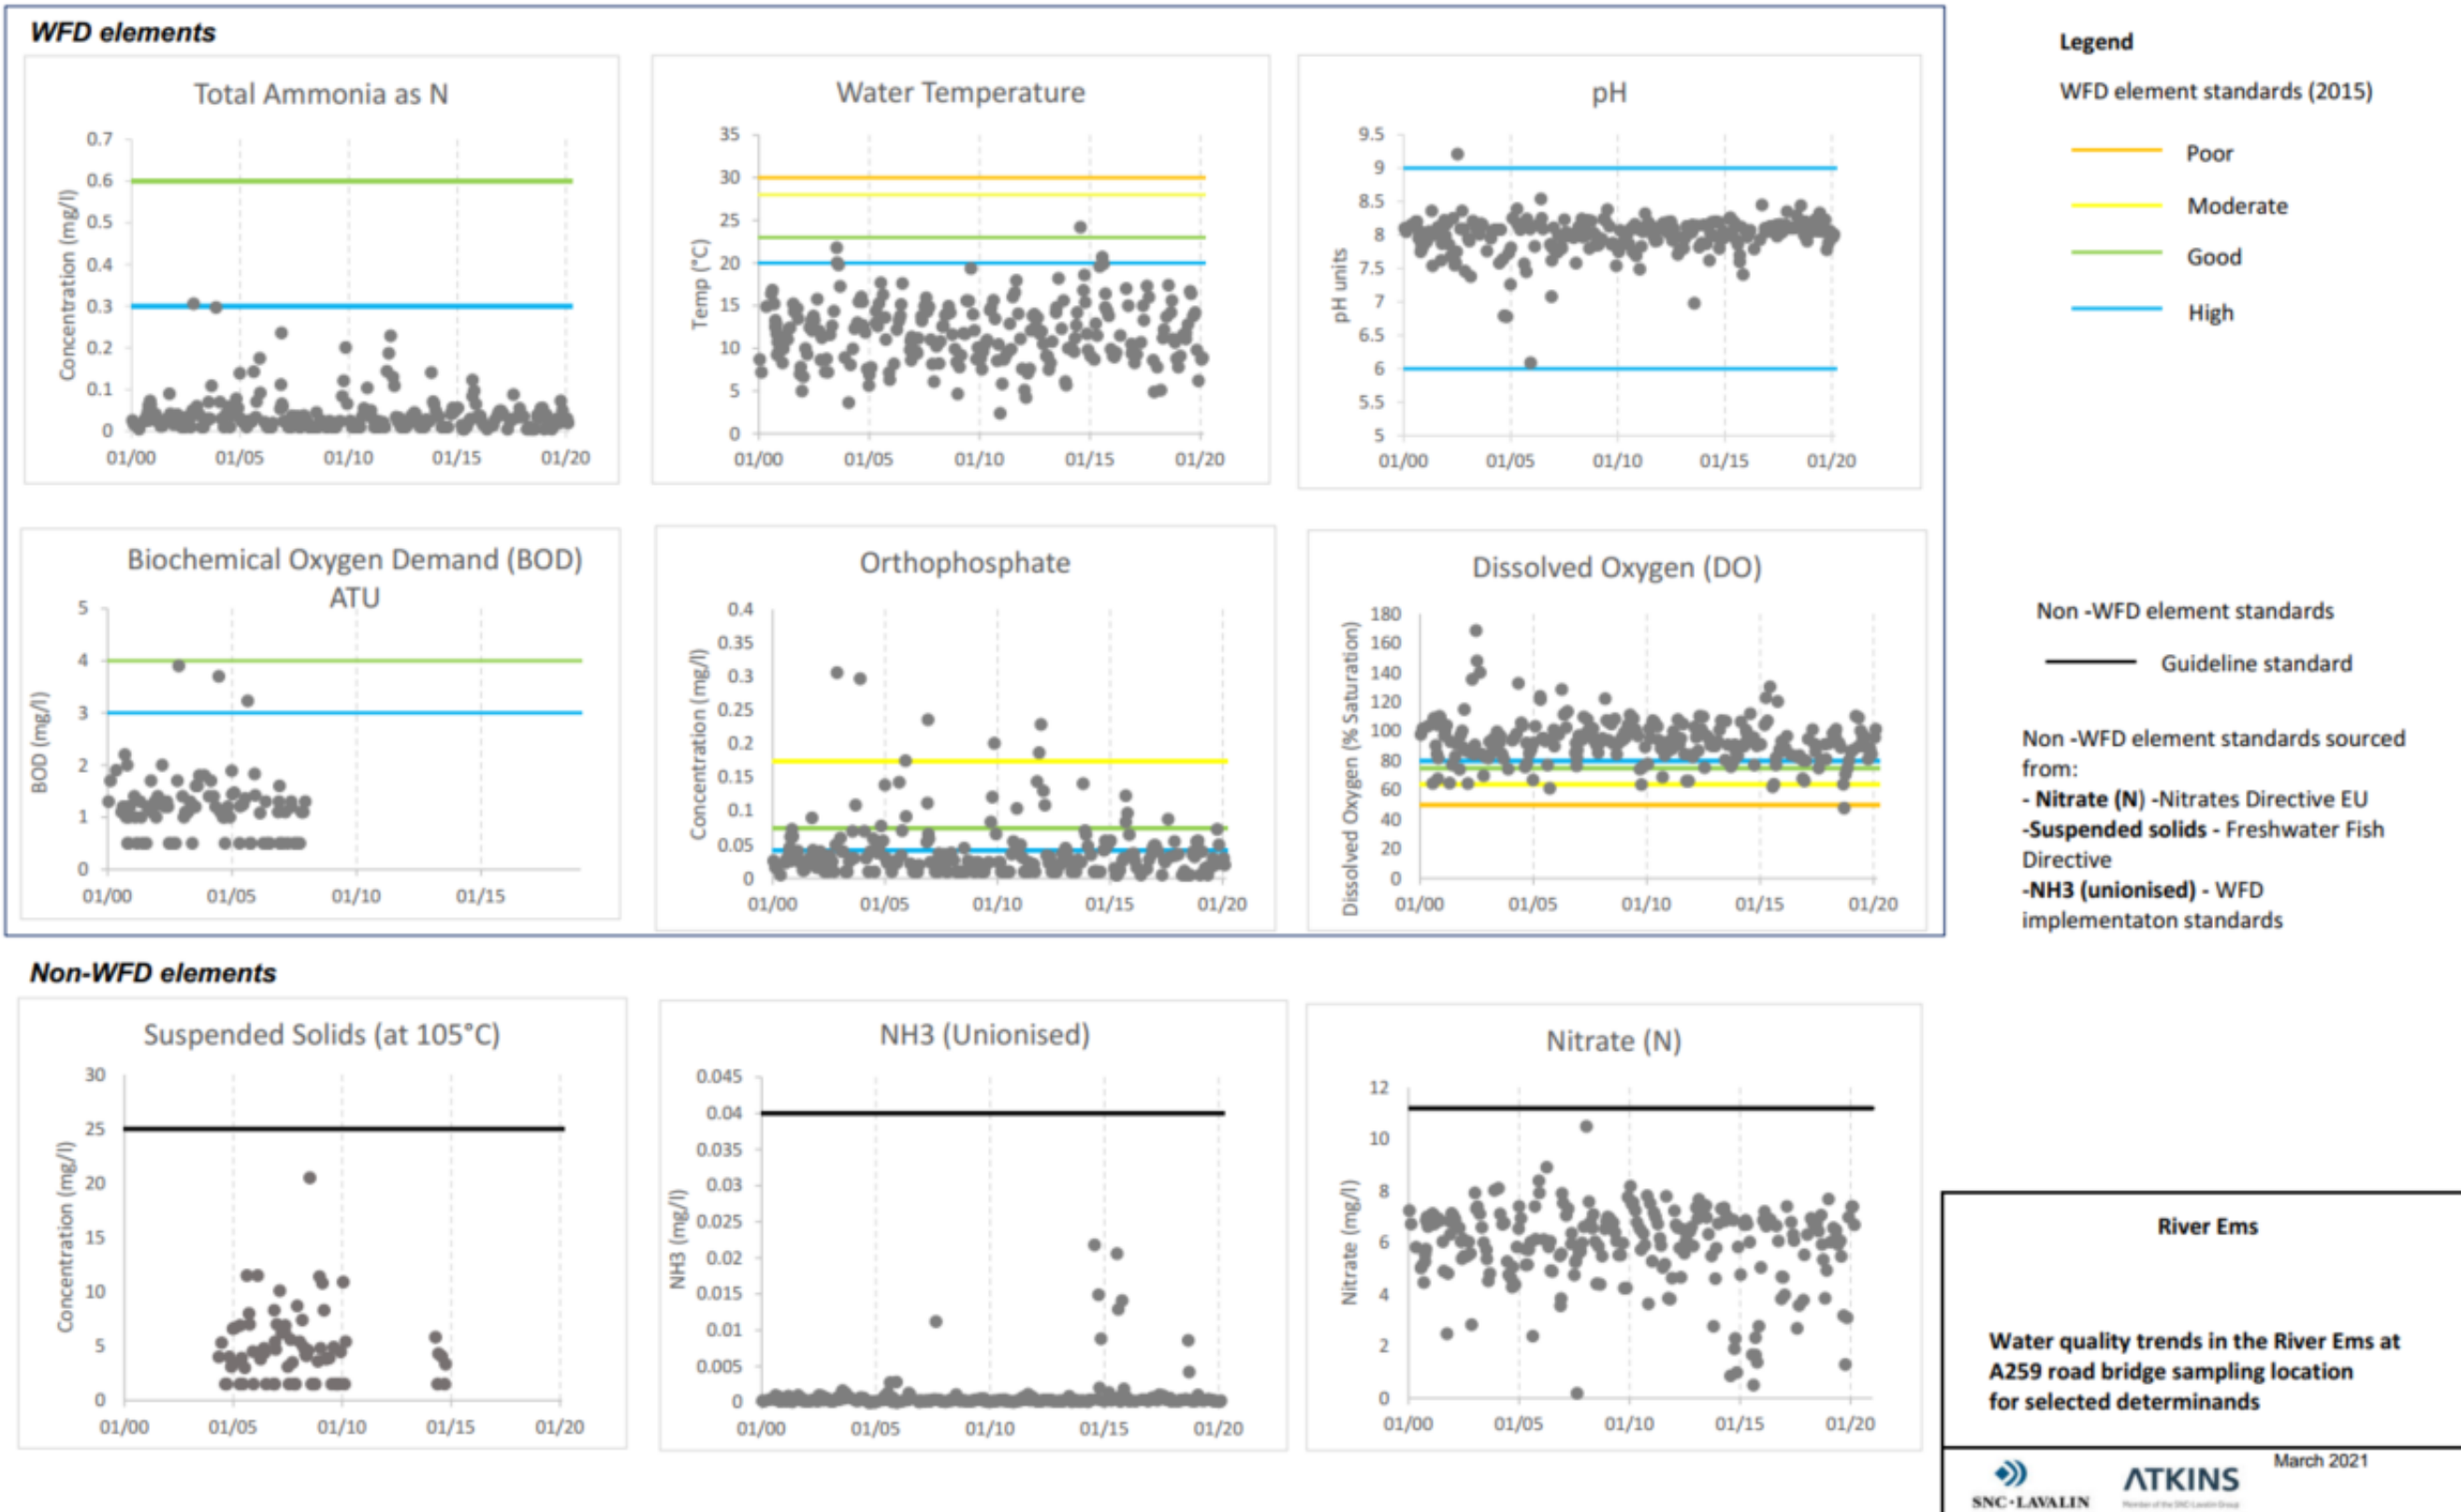 WFD elements
Total Ammonia as N
Concentration (mg/l)
0.7
0.6
0.5
0.4
0.3
0.2
0.1
0
01/00 01/05 01/10 01/15 01/20
Water Temperature
Temp (°C)
35
30
25
20
15
10
5
0
01/00 01/05 01/10 01/15 01/20
pH
pH units
9.5
9
8.5
8
7.5
7
6.5
6
5.5
5
01/00 01/05 01/10 01/15 01/20
Biochemical Oxygen Demand (BOD)
ATU
BOD (mg/l)
5
4
3
2
1
0
01/00 01/05 01/10 01/15
Orthophosphate
Concentration (mg/l)
0.4
0.35
0.3
0.25
0.2
0.15
0.1
0.05
0
01/00 01/05 01/10 01/15 01/20
Dissolved Oxygen (DO)
Dissolved Oxygen (% Saturation)
180
160
140
120
100
80
60
40
20
0
01/00 01/05 01/10 01/15 01/20
Legend
WFD element standards (2015)
Poor
Moderate
Good
High
Non -WFD element standards
Guideline standard
Non -WFD element standards sourced
from:
- Nitrate (N) -Nitrates Directive EU
-Suspended solids - Freshwater Fish
Directive
-NH3 (unionised) - WFD
implementaton standards
Non-WFD elements
Suspended Solids (at 105°C)
Concentration (mg/l)
30
25
20
15
10
5
0
01/00 01/05 01/10 01/15 01/20
NH3 (Unionised)
NH3 (mg/l)
0.045
0.04
0.035
0.03
0.025
0.02
0.015
0.01
0.005
0
01/00 01/05 01/10 01/15 01/20
Nitrate (N)
Nitrate (mg/l)
12
10
8
6
4
2
0
01/00 01/05 01/10 01/15 01/20
River Ems
Water quality trends in the River Ems at
A259 road bridge sampling location
for selected determinands
March 2021
SNC·LAVALIN
ATKINS
Member of the SNC-Lavalin Group